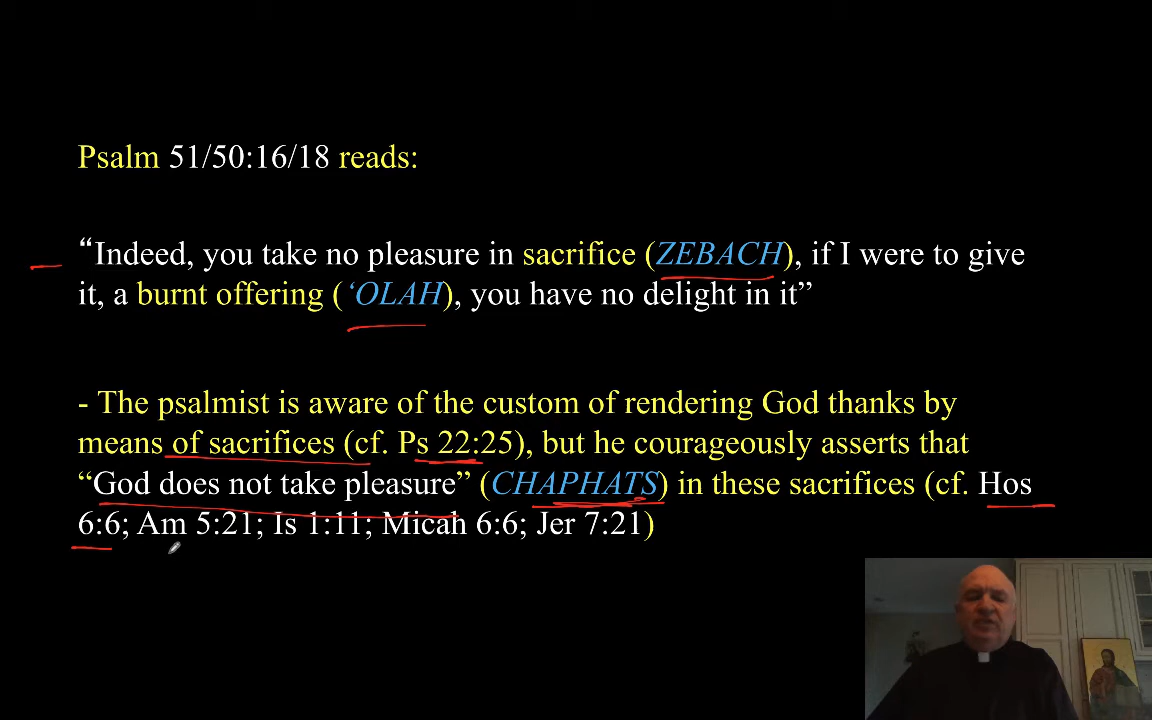 Psalm 51/50:16/18 reads:
“Indeed, you take no pleasure in sacrifice (ZEBACH), if I were to give
it, a burnt offering (‘OLAH), you have no delight in it”
- The psalmist is aware of the custom of rendering God thanks by
means of sacrifices (cf. Ps 22:25), but he courageously asserts that
“God does not take pleasure” (CHAPHATS) in these sacrifices (cf. Hos
6:6; Am 5:21; Is 1:11; Micah 6:6; Jer 7:21)